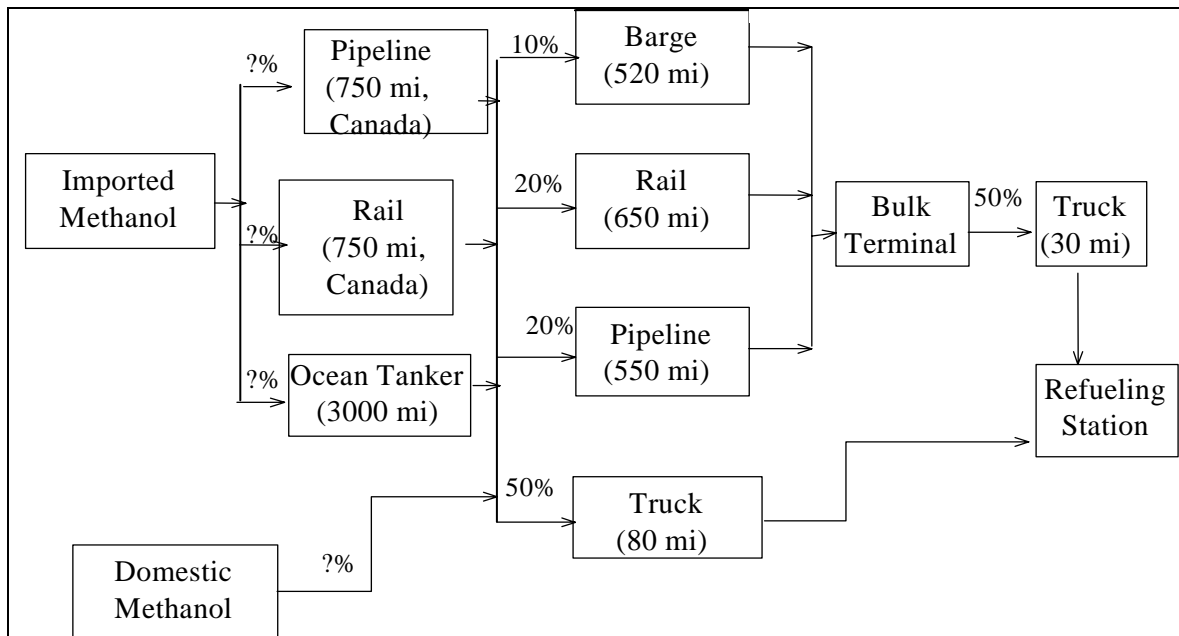 ?%
Pipeline
(750 mi,
Canada)
10%
Barge
(520 mi)
Imported
Methanol
?%
Rail
(750 mi,
Canada)
20%
Rail
(650 mi)
Bulk
Terminal
50%
Truck
(30 mi)
?%
Ocean Tanker
(3000 mi)
20%
Pipeline
(550 mi)
Refueling
Station
50%
Truck
(80 mi)
Domestic
Methanol
?%